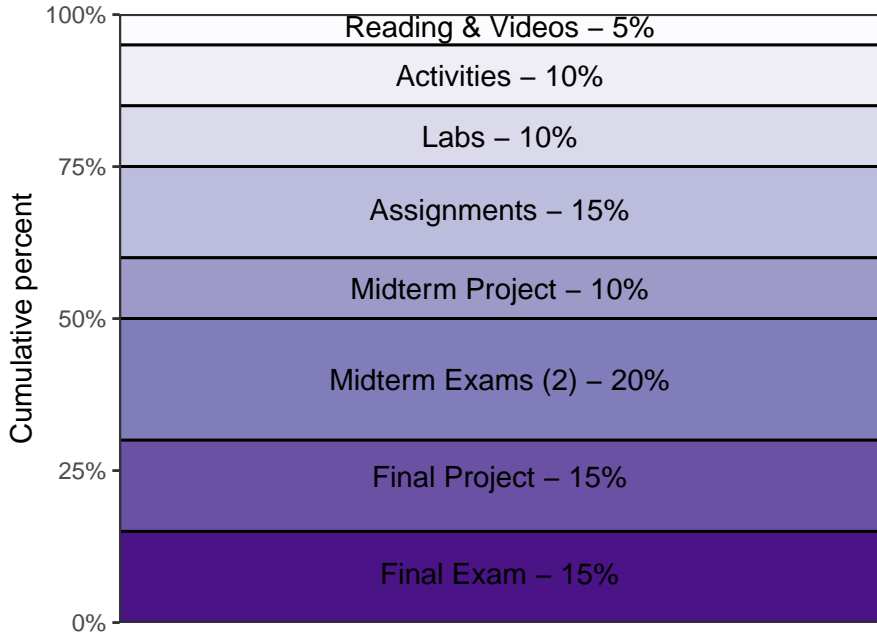 100%
Reading & Videos – 5%
Activities – 10%
Labs – 10%
75%
Assignments – 15%
Cumulative percent
Midterm Project – 10%
50%
Midterm Exams (2) – 20%
25%
Final Project – 15%
Final Exam – 15%
0%